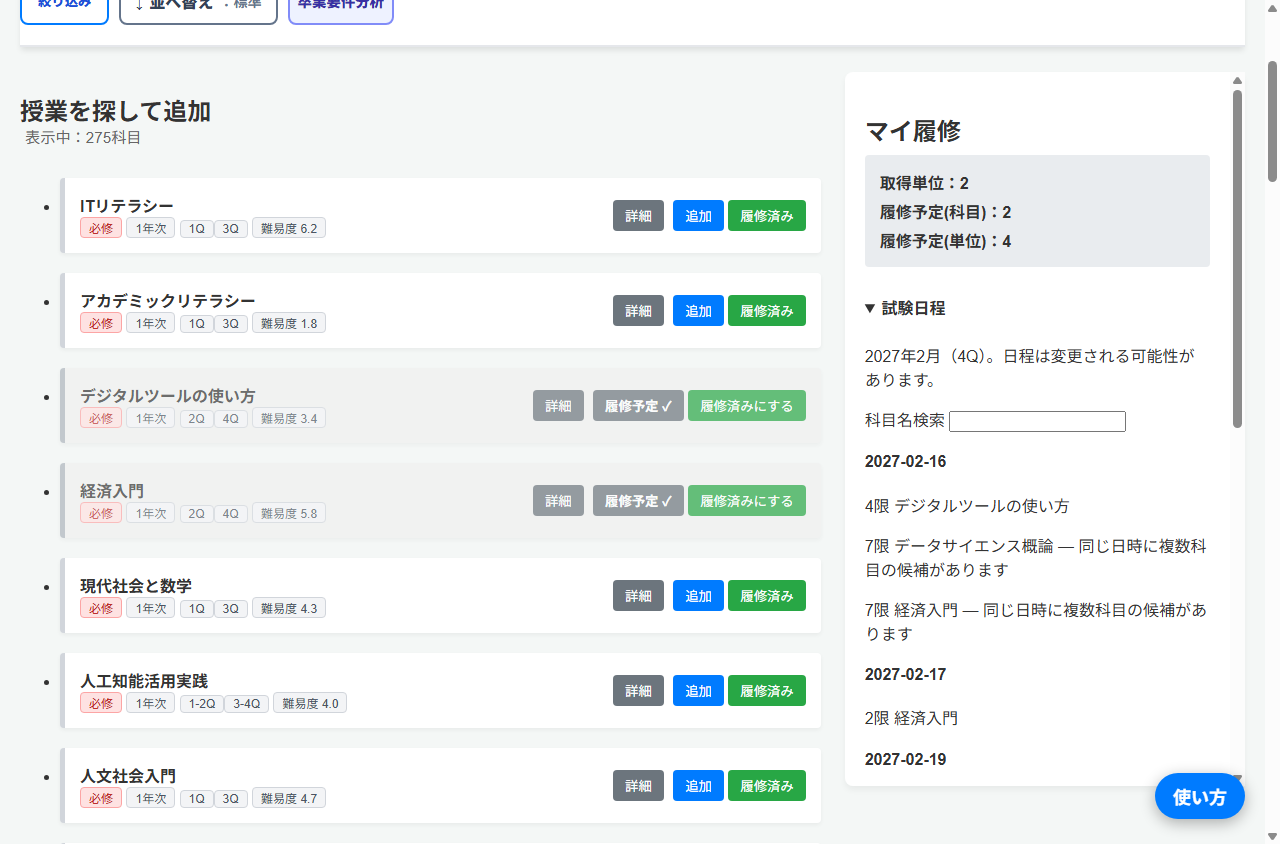 絞り込み
↓ 並べ替え ：標準
卒業要件分析
授業を探して追加
表示中：275科目
ITリテラシー
必修 1年次 1Q 3Q 難易度 6.2
詳細 追加 履修済み
アカデミックリテラシー
必修 1年次 1Q 3Q 難易度 1.8
詳細 追加 履修済み
デジタルツールの使い方
必修 1年次 2Q 4Q 難易度 3.4
詳細 履修予定 ✓ 履修済みにする
経済入門
必修 1年次 2Q 4Q 難易度 5.8
詳細 履修予定 ✓ 履修済みにする
現代社会と数学
必修 1年次 1Q 3Q 難易度 4.3
詳細 追加 履修済み
人工知能活用実践
必修 1年次 1-2Q 3-4Q 難易度 4.0
詳細 追加 履修済み
人文社会入門
必修 1年次 1Q 3Q 難易度 4.7
詳細 追加 履修済み
マイ履修
取得単位：2
履修予定(科目)：2
履修予定(単位)：4
▼ 試験日程
2027年2月（4Q）。日程は変更される可能性が
あります。
科目名検索
2027-02-16
4限 デジタルツールの使い方
7限 データサイエンス概論 — 同じ日時に複数科
目の候補があります
7限 経済入門 — 同じ日時に複数科目の候補があ
ります
2027-02-17
2限 経済入門
2027-02-19
使い方